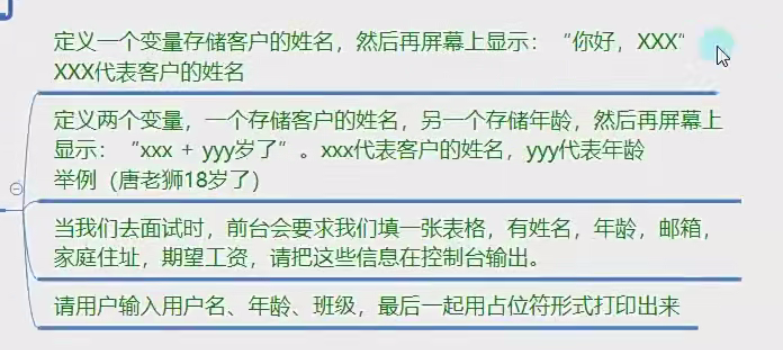 定义一个变量存储客户的姓名，然后再屏幕上显示：“你好，XXX”
XXX代表客户的姓名
定义两个变量，一个存储客户的姓名，另一个存储年龄，然后再屏幕上
显示：“xxx + yyy岁了”。xxx代表客户的姓名，yyy代表年龄
举例（唐老狮18岁了）
当我们去面试时，前台会要求我们填一张表格，有姓名，年龄，邮箱，
家庭住址，期望工资，请把这些信息在控制台输出。
请用户输入用户名、年龄、班级，最后一起用占位符形式打印出来